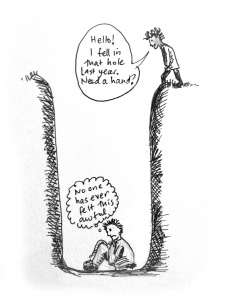 Hello!
I fell in
that hole
last year.
Need a hand?
No one
has ever
felt this
awful